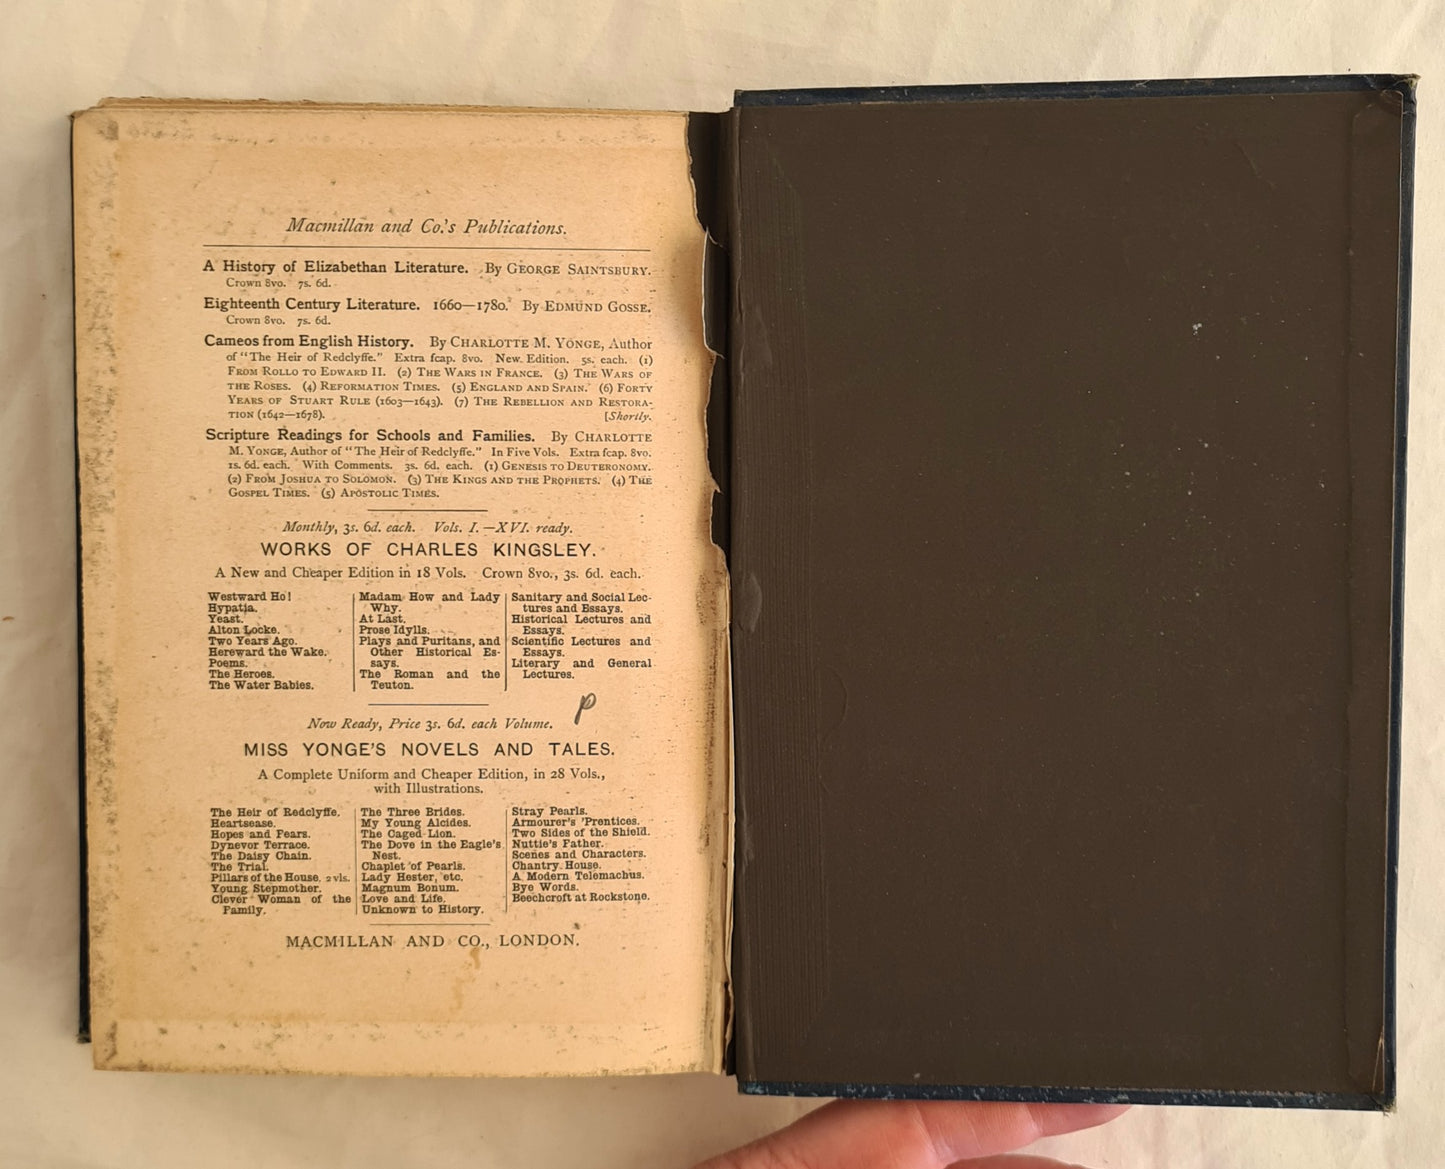 Macmillan and Co.'s Publications.
A History of Elizabethan Literature. By GEORGE SAINTSBURY.
Crown 8vo. 7s. 6d.
Eighteenth Century Literature. 1660—1780. By EDMUND GOSSE.
Crown 8vo. 7s. 6d.
Cameos from English History. By CHARLOTTE M. YONGE, Author
of "The Heir of Redclyffe." Extra fcap. 8vo. New Edition. 5s. each. (1)
FROM ROLLO TO EDWARD II. (2) THE WARS IN FRANCE. (3) THE WARS OF
THE ROSES. (4) REFORMATION TIMES. (5) ENGLAND AND SPAIN. (6) FORTY
YEARS OF STUART RULE (1603—1643). (7) THE REBELLION AND RESTORA-
TION (1642—1678). [Shortly.
Scripture Readings for Schools and Families. By CHARLOTTE
M. YONGE, Author of "The Heir of Redclyffe." In Five Vols. Extra fcap. 8vo.
1s. 6d. each. With Comments. 3s. 6d. each. (1) GENESIS TO DEUTERONOMY.
(2) FROM JOSHUA TO SOLOMON. (3) THE KINGS AND THE PROPHETS. (4) THE
GOSPEL TIMES. (5) APOSTOLIC TIMES.
Monthly, 3s. 6d. each. Vols. I.—XVI. ready.
WORKS OF CHARLES KINGSLEY.
A New and Cheaper Edition in 18 Vols. Crown 8vo., 3s. 6d. each.
Westward Ho!
Hypatia.
Yeast.
Alton Locke.
Two Years Ago.
Hereward the Wake.
Poems.
The Heroes.
The Water Babies.
Madam How and Lady
Why.
At Last.
Prose Idylls.
Plays and Puritans, and
Other Historical Es-
says.
The Roman and the
Teuton.
Sanitary and Social Lec-
tures and Essays.
Historical Lectures and
Essays.
Scientific Lectures and
Essays.
Literary and General
Lectures.
p
Now Ready, Price 3s. 6d. each Volume.
MISS YONGE'S NOVELS AND TALES.
A Complete Uniform and Cheaper Edition, in 28 Vols.,
with Illustrations.
The Heir of Redclyffe.
Heartsease.
Hopes and Fears.
Dynevor Terrace.
The Daisy Chain.
The Trial.
Pillars of the House. 2 vls.
Young Stepmother.
Clever Woman of the
Family.
The Three Brides.
My Young Alcides.
The Caged Lion.
The Dove in the Eagle's
Nest.
Chaplet of Pearls.
Lady Hester, etc.
Magnum Bonum.
Love and Life.
Unknown to History.
Stray Pearls.
Armourer's 'Prentices.
Two Sides of the Shield.
Nuttie's Father.
Scenes and Characters.
Chantry House.
A Modern Telemachus.
Bye Words.
Beechcroft at Rockstone.
MACMILLAN AND CO., LONDON.